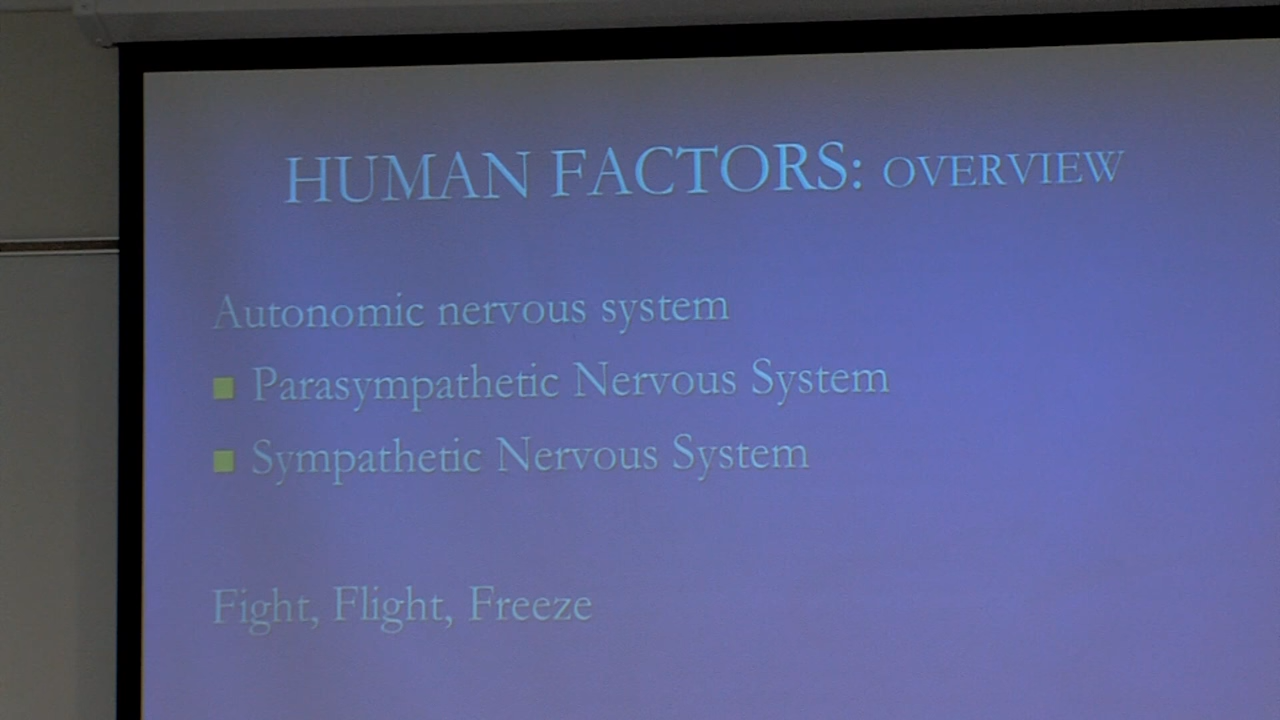 HUMAN FACTORS: OVERVIEW
Autonomic nervous system
Parasympathetic Nervous System
Sympathetic Nervous System
Fight, Flight, Freeze